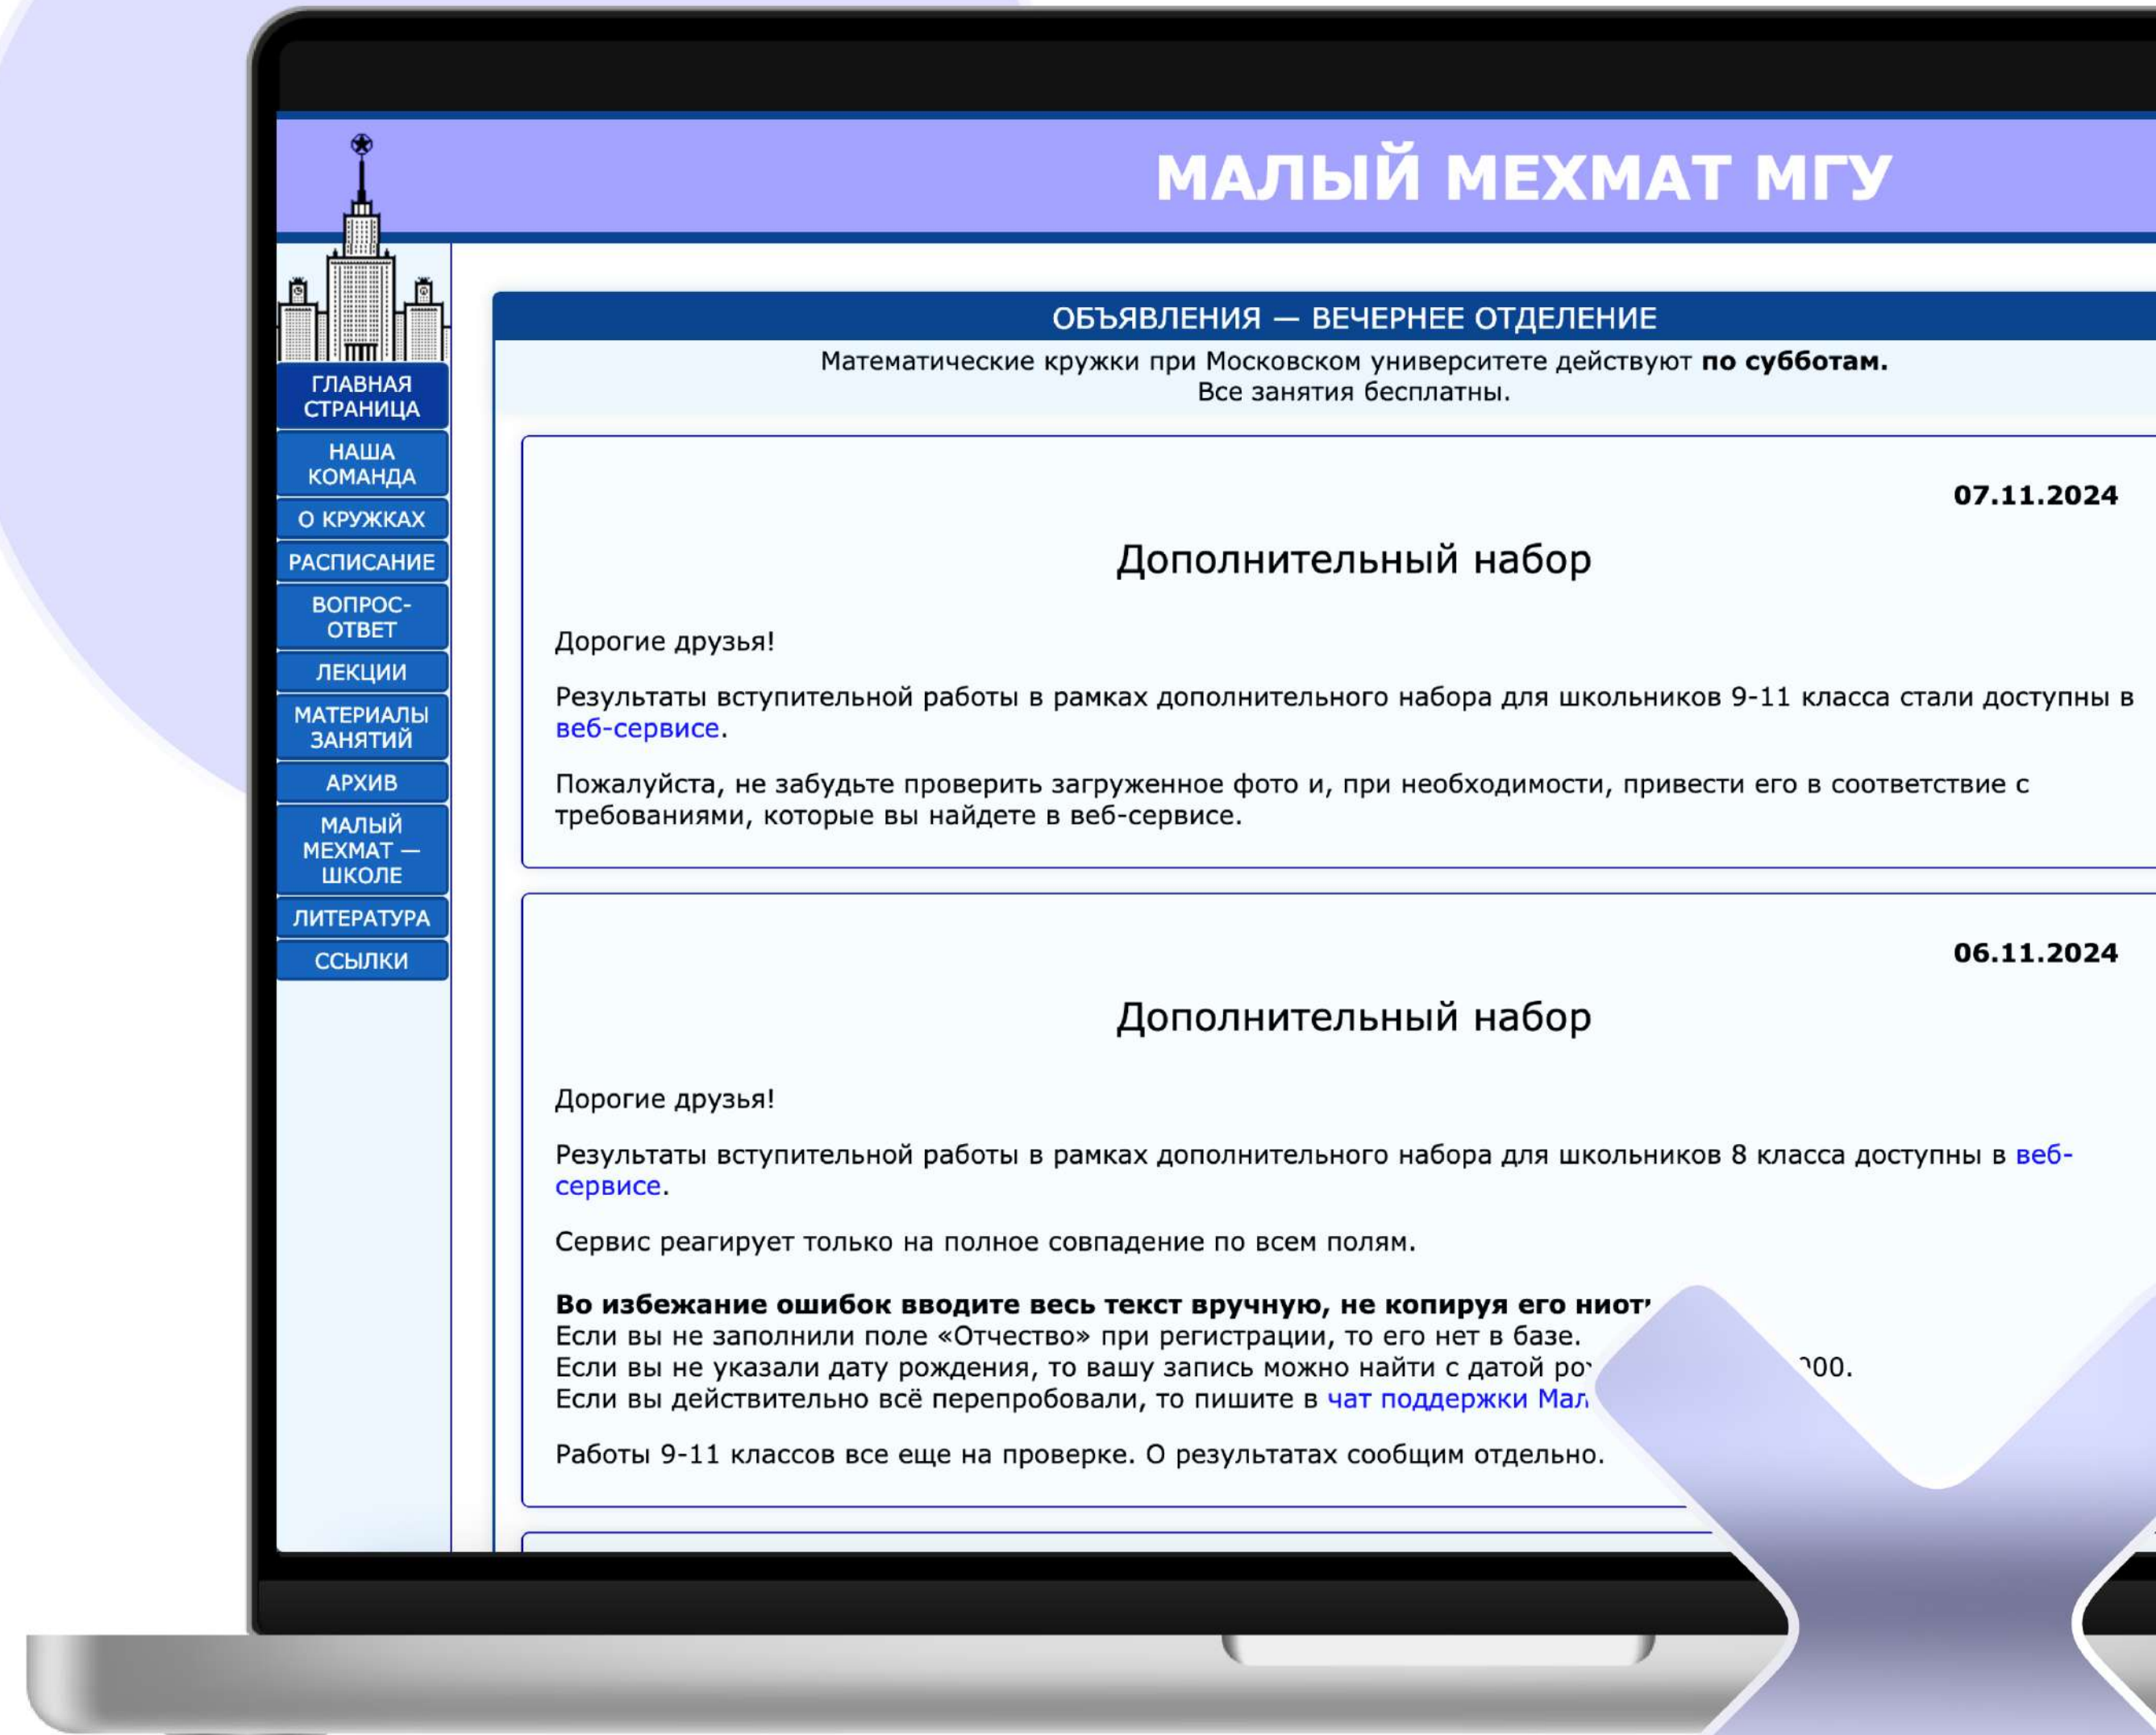 МАЛЫЙ МЕХМАТ МГУ
ГЛАВНАЯ
СТРАНИЦА
НАША
КОМАНДА
О КРУЖКАХ
РАСПИСАНИЕ
ВОПРОС-
ОТВЕТ
ЛЕКЦИИ
МАТЕРИАЛЫ
ЗАНЯТИЙ
АРХИВ
МАЛЫЙ
МЕХМАТ —
ШКОЛЕ
ЛИТЕРАТУРА
ССЫЛКИ
ОБЪЯВЛЕНИЯ — ВЕЧЕРНЕЕ ОТДЕЛЕНИЕ
Математические кружки при Московском университете действуют по субботам.
Все занятия бесплатны.
07.11.2024
Дополнительный набор
Дорогие друзья!
Результаты вступительной работы в рамках дополнительного набора для школьников 9-11 класса стали доступны в
веб-сервисе.
Пожалуйста, не забудьте проверить загруженное фото и, при необходимости, привести его в соответствие с
требованиями, которые вы найдете в веб-сервисе.
06.11.2024
Дополнительный набор
Дорогие друзья!
Результаты вступительной работы в рамках дополнительного набора для школьников 8 класса доступны в веб-
сервисе.
Сервис реагирует только на полное совпадение по всем полям.
Во избежание ошибок вводите весь текст вручную, не копируя его
Если вы не заполнили поле «Отчество» при регистрации, то его нет в базе.
Если вы не указали дату рождения, то вашу запись можно найти с датой
Если вы действительно всё перепробовали, то пишите в чат поддержки
Работы 9-11 классов все еще на проверке. О результатах сообщим отдельно.